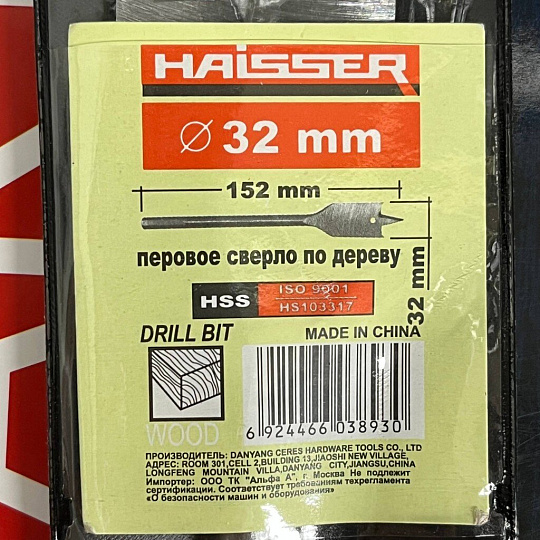 HAISSER
Ø 32 mm
152 mm
32 mm
перовое сверло по дереву
HSS
ISO 9001
HS103317
DRILL BIT
MADE IN CHINA
WOOD
6 924466 038930
ПРОИЗВОДИТЕЛЬ: DANYANG CERES HARDWARE TOOLS CO., LTD
АДРЕС: ROOM 301,CELL 2,BUILDING 13,JIAOSHI NEW VILLAGE,
LONGFENG MOUNTAIN VILLA,DANYANG CITY,JIANGSU,CHINA
Импортер: ООО ТК "Альфа А", г. Москва Не подлежит
сертификации. Соответствует требованиям техрегламента
«О безопасности машин и оборудования»